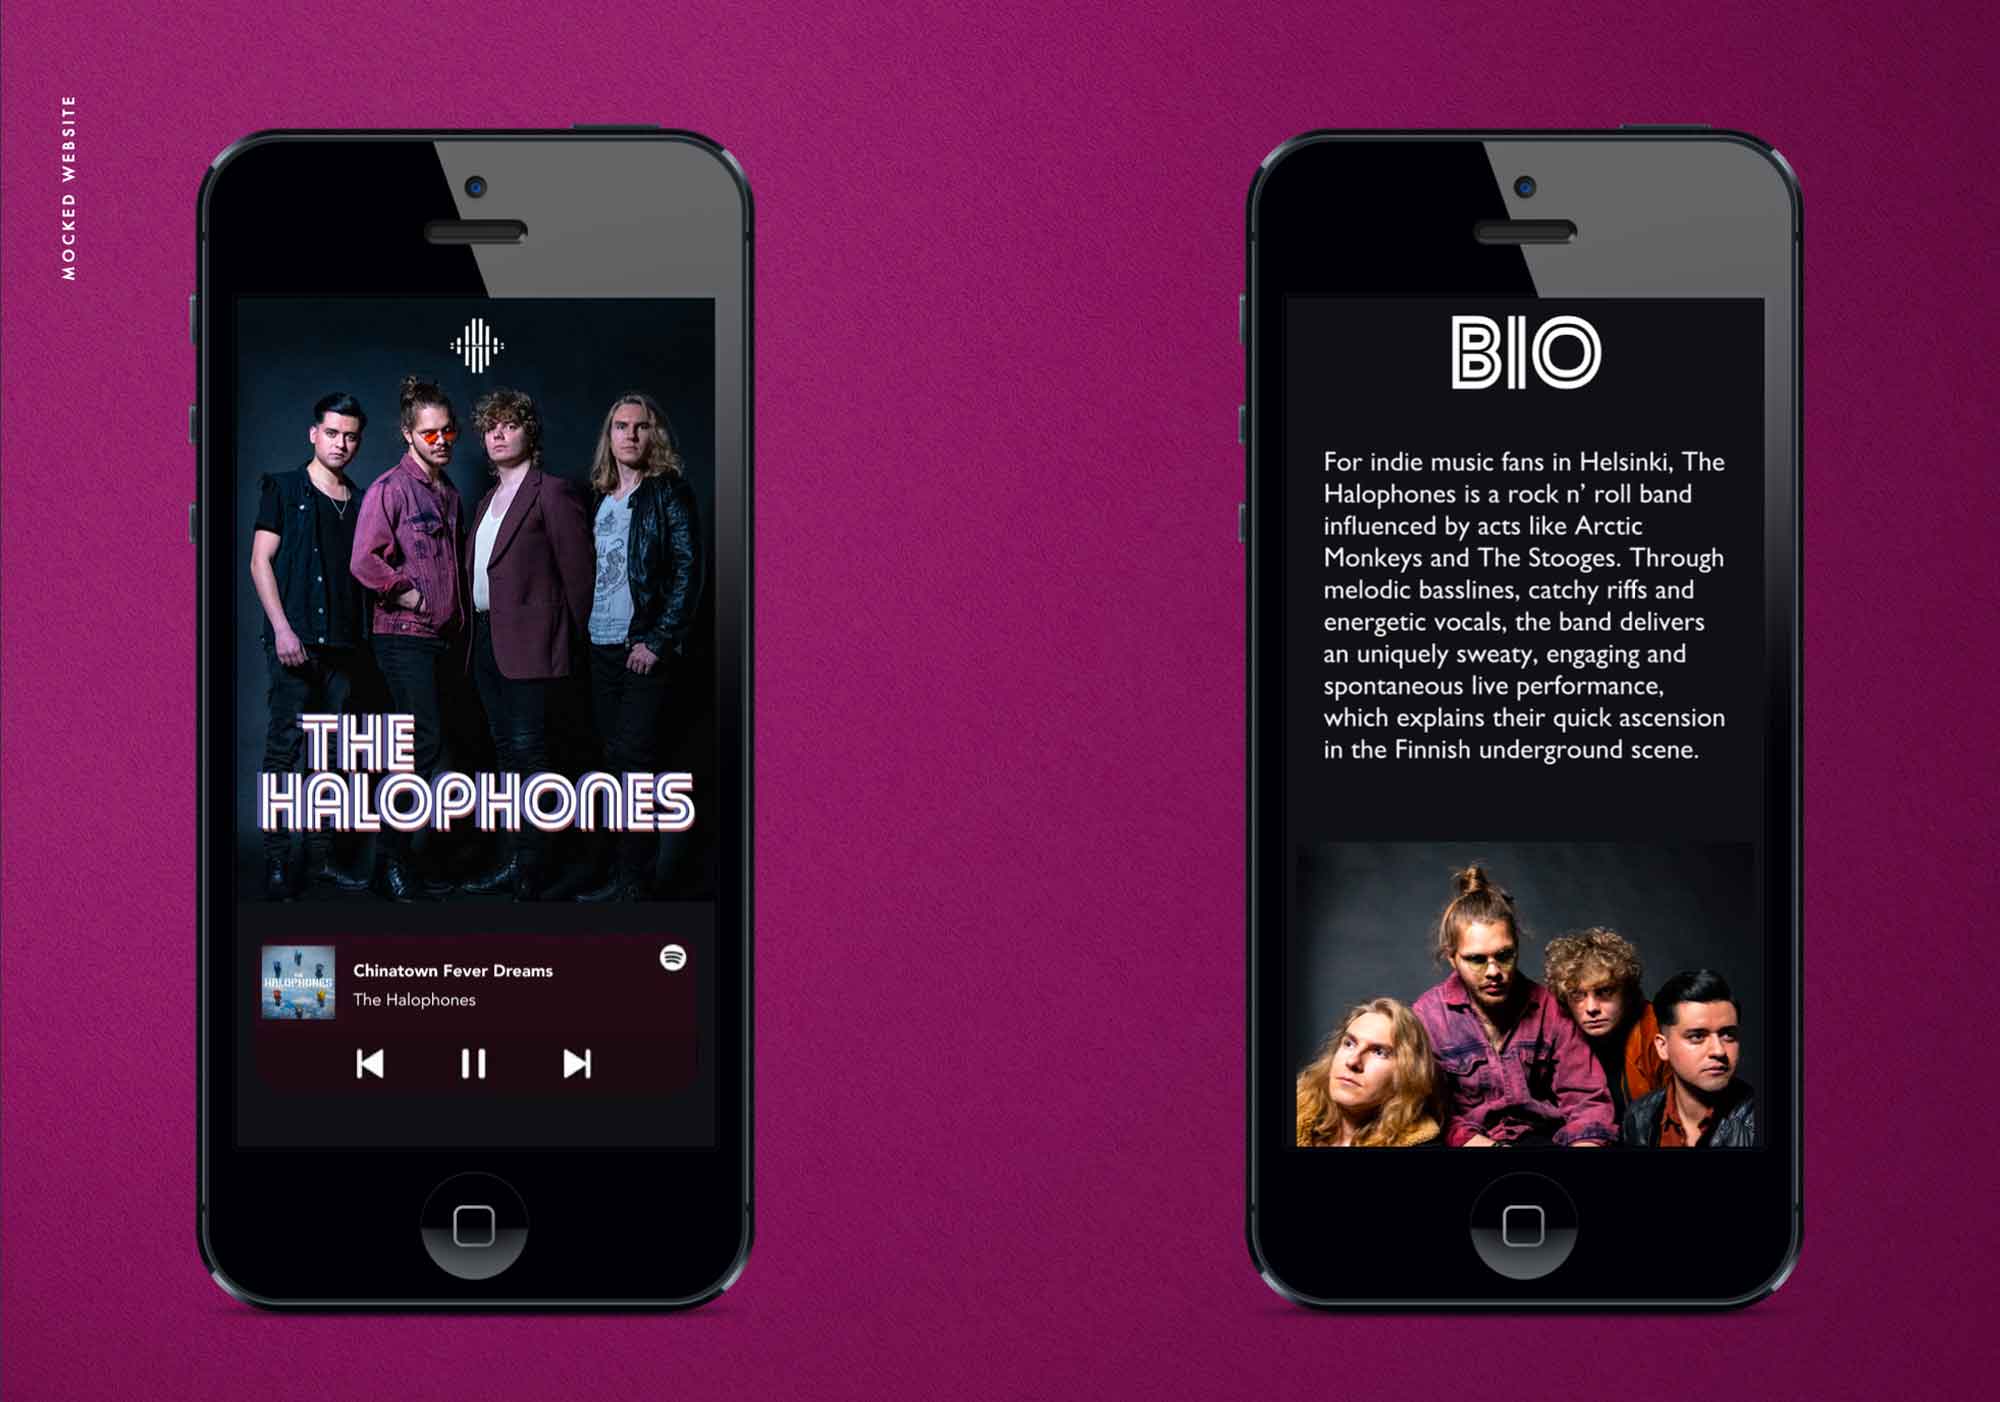 MOCKED WEBSITE
THE
HALOPHONES
THE
HALOPHONES
Chinatown Fever Dreams
The Halophones
BIO
For indie music fans in Helsinki, The
Halophones is a rock n’ roll band
influenced by acts like Arctic
Monkeys and The Stooges. Through
melodic basslines, catchy riffs and
energetic vocals, the band delivers
an uniquely sweaty, engaging and
spontaneous live performance,
which explains their quick ascension
in the Finnish underground scene.